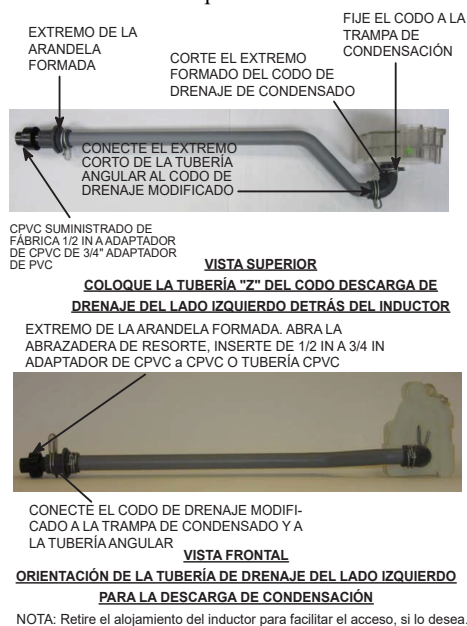 EXTREMO DE LA
ARANDELA
FORMADA
CORTE EL EXTREMO
FORMADO DEL CODO DE
DRENAJE DE CONDENSADO
FIJE EL CODO A LA
TRAMPA DE
CONDENSACIÓN
CONECTE EL EXTREMO
CORTO DE LA TUBERÍA
ANGULAR AL CODO DE
DRENAJE MODIFICADO
CPVC SUMINISTRADO DE
FÁBRICA 1/2 IN A ADAPTADOR
DE CPVC DE 3/4" ADAPTADOR
DE PVC
VISTA SUPERIOR
COLOQUE LA TUBERÍA "Z" DEL CODO DESCARGA DE
DRENAJE DEL LADO IZQUIERDO DETRÁS DEL INDUCTOR
EXTREMO DE LA ARANDELA FORMADA. ABRA LA
ABRAZADERA DE RESORTE, INSERTE DE 1/2 IN A 3/4 IN
ADAPTADOR DE CPVC a CPVC O TUBERÍA CPVC
CONECTE EL CODO DE DRENAJE MODIFI-
CADO A LA TRAMPA DE CONDENSADO Y A
LA TUBERÍA ANGULAR
VISTA FRONTAL
ORIENTACIÓN DE LA TUBERÍA DE DRENAJE DEL LADO IZQUIERDO
PARA LA DESCARGA DE CONDENSACIÓN
NOTA: Retire el alojamiento del inductor para facilitar el acceso, si lo desea.